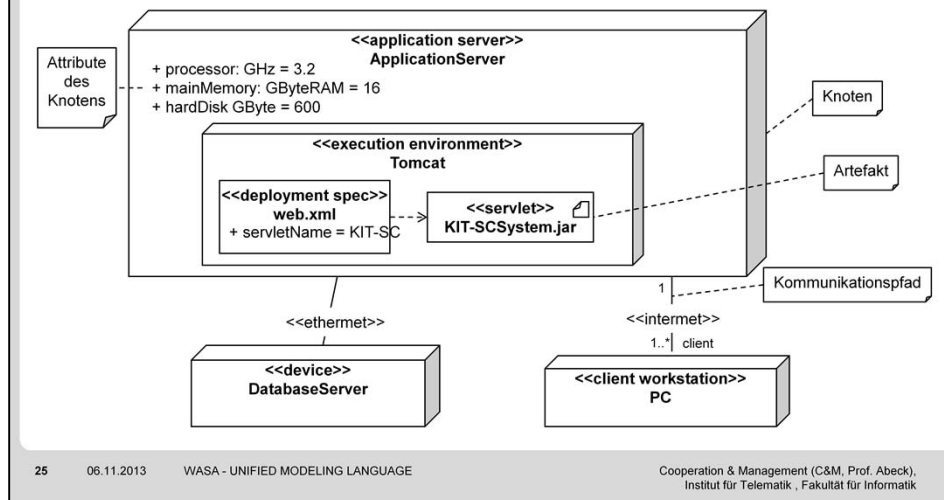 <<application server>>
ApplicationServer
Attribute
des
Knotens
+ processor: GHz = 3.2
+ mainMemory: GByteRAM = 16
+ hardDisk GByte = 600
Knoten
<<execution environment>>
Tomcat
Artefakt
<<deployment spec>>
web.xml
+ servletName = KIT-SC
<<servlet>>
KIT-SCSystem.jar
1
Kommunikationspfad
<<ethermet>>
<<internet>>
1..* client
<<device>>
DatabaseServer
<<client workstation>>
PC
25 06.11.2013 WASA - UNIFIED MODELING LANGUAGE
Cooperation & Management (C&M, Prof. Abeck),
Institut für Telematik , Fakultät für Informatik